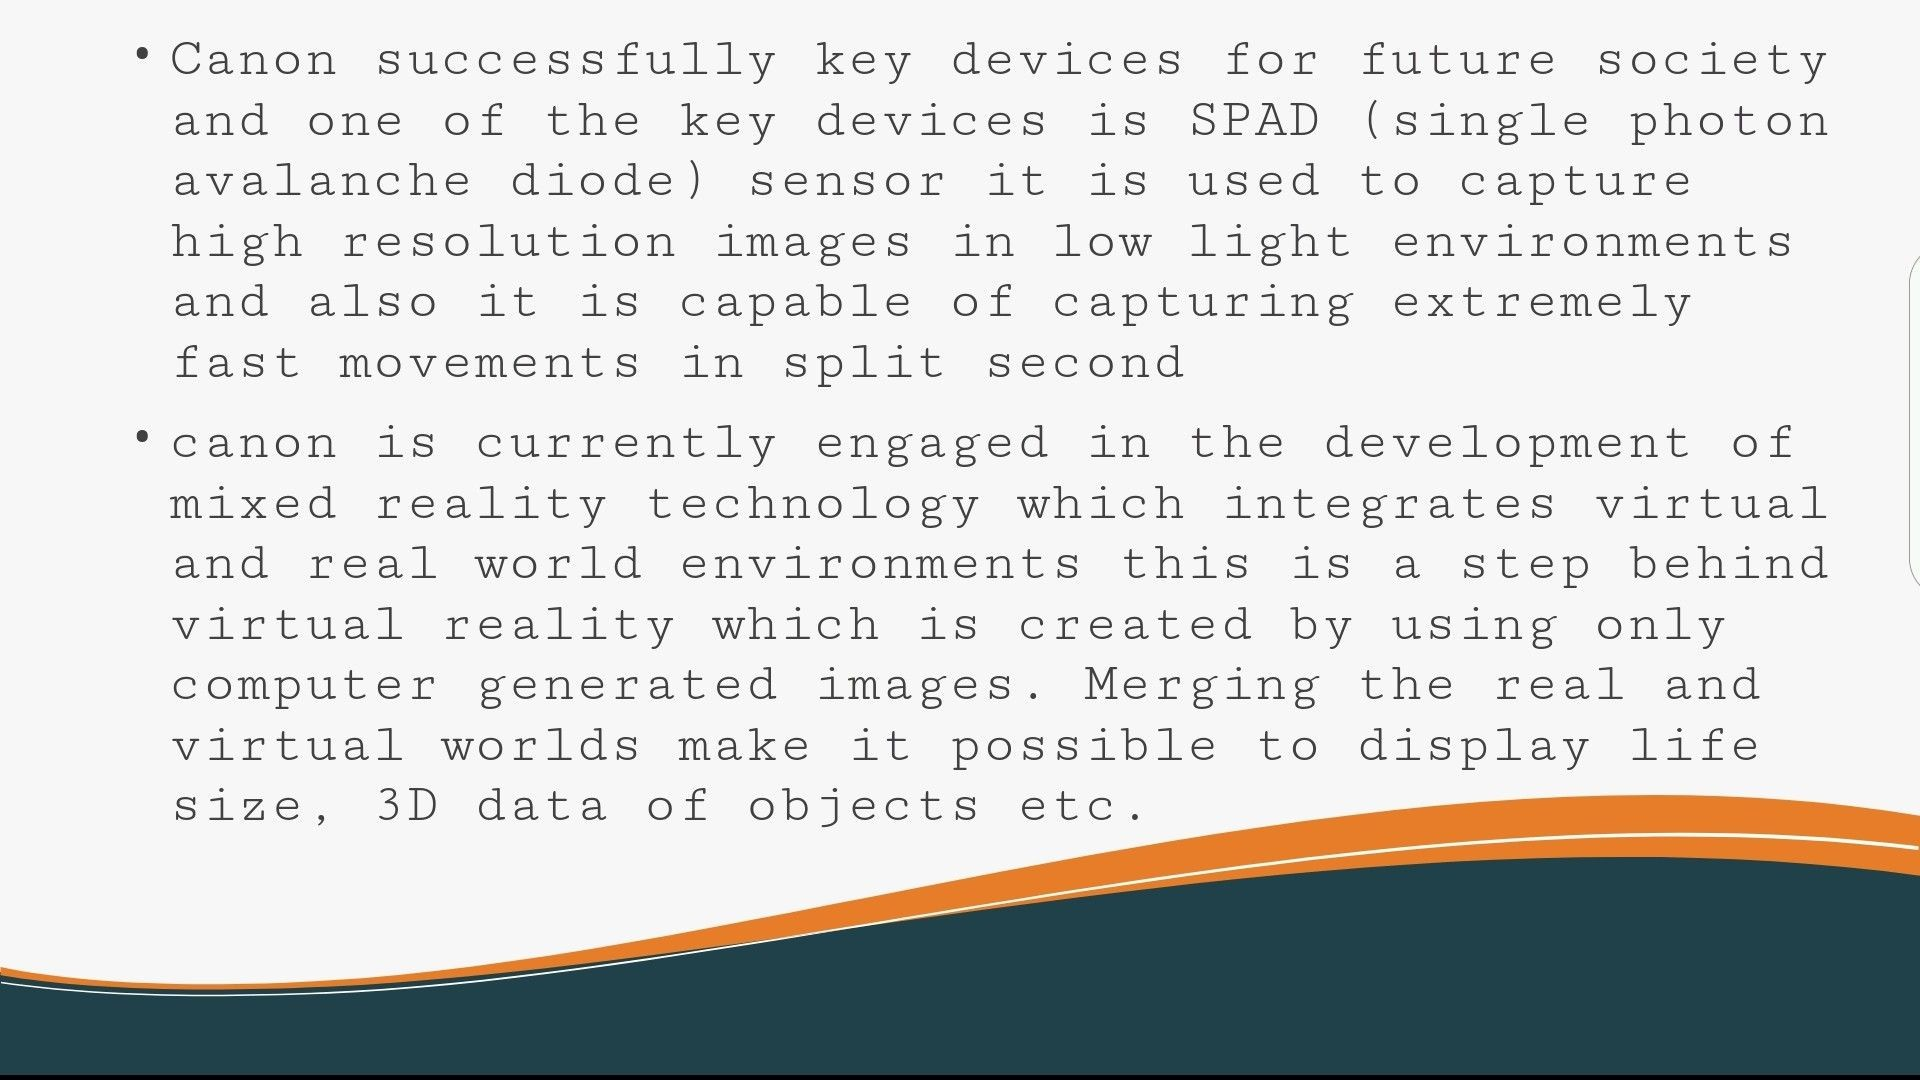 • Canon successfully key devices for future society
and one of the key devices is SPAD (single photon
avalanche diode) sensor it is used to capture
high resolution images in low light environments
and also it is capable of capturing extremely
fast movements in split second
• canon is currently engaged in the development of
mixed reality technology which integrates virtual
and real world environments this is a step behind
virtual reality which is created by using only
computer generated images. Merging the real and
virtual worlds make it possible to display life
size, 3D data of objects etc.